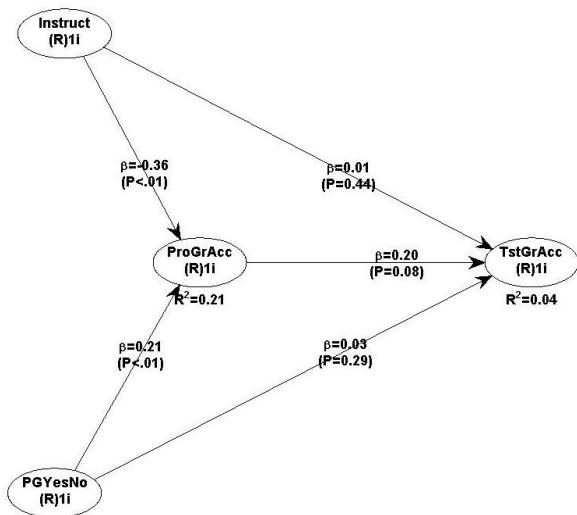 Instruct
(R)1i
β=-0.36
(P<.01)
β=0.01
(P=0.44)
ProGrAcc
(R)1i
R²=0.21
β=0.20
(P=0.08)
TstGrAcc
(R)1i
R²=0.04
β=0.21
(P<.01)
β=0.03
(P=0.29)
PGYesNo
(R)1i